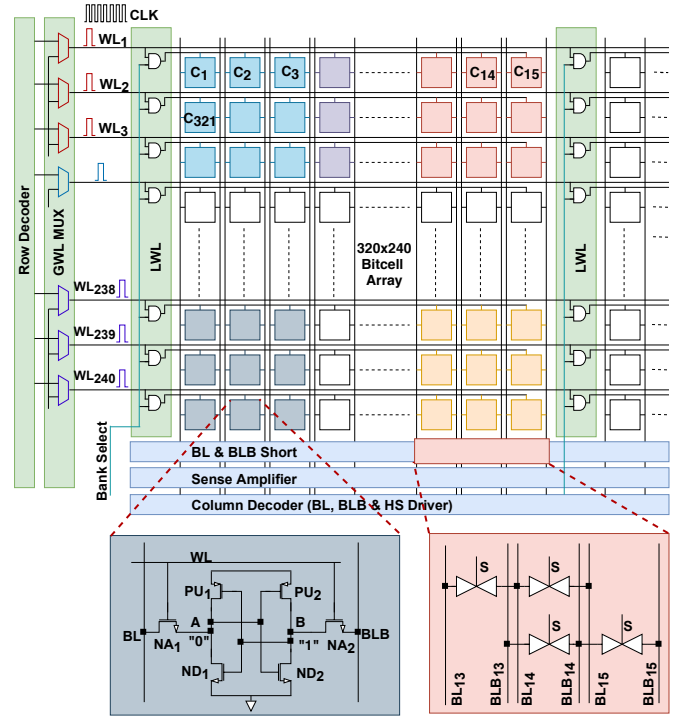 CLK
WL1
WL2
WL3
WL238
WL239
WL240
Row Decoder
GWL MUX
LWL
LWL
Bank Select
C1 C2 C3 C14 C15
C321
320x240
Bitcell
Array
BL & BLB Short
Sense Amplifier
Column Decoder (BL, BLB & HS Driver)
WL
PU1 PU2
A B
BL "0" "1" BLB
NA1 NA2
ND1 ND2
S S
S S
BL13
BLB13
BL14
BLB14
BL15
BLB15